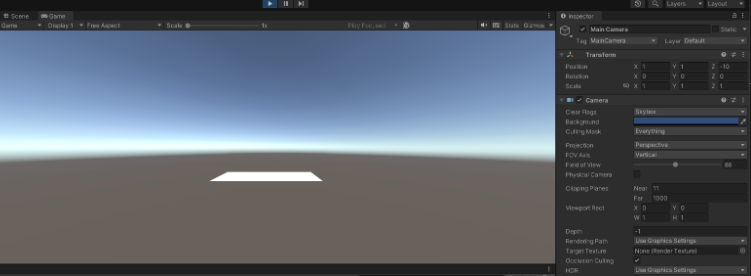 Layers Layout
Scene Game
Inspector
Game Display 1 Free Aspect Scale 1x Play Focused Stats Gizmos
Main Camera Static
Tag MainCamera Layer Default
Transform
Position X 1 Y 1 Z -10
Rotation X 0 Y 0 Z 0
Scale X 1 Y 1 Z 1
Camera
Clear Flags Skybox
Background
Culling Mask Everything
Projection Perspective
FOV Axis Vertical
Field of View
Physical Camera
Clipping Planes Near 11
Far 1000
Viewport Rect X 0 Y 0
W 1 H 1
Depth -1
Rendering Path Use Graphics Settings
Target Texture None (Render Texture)
Occlusion Culling
HDR Use Graphics Settings